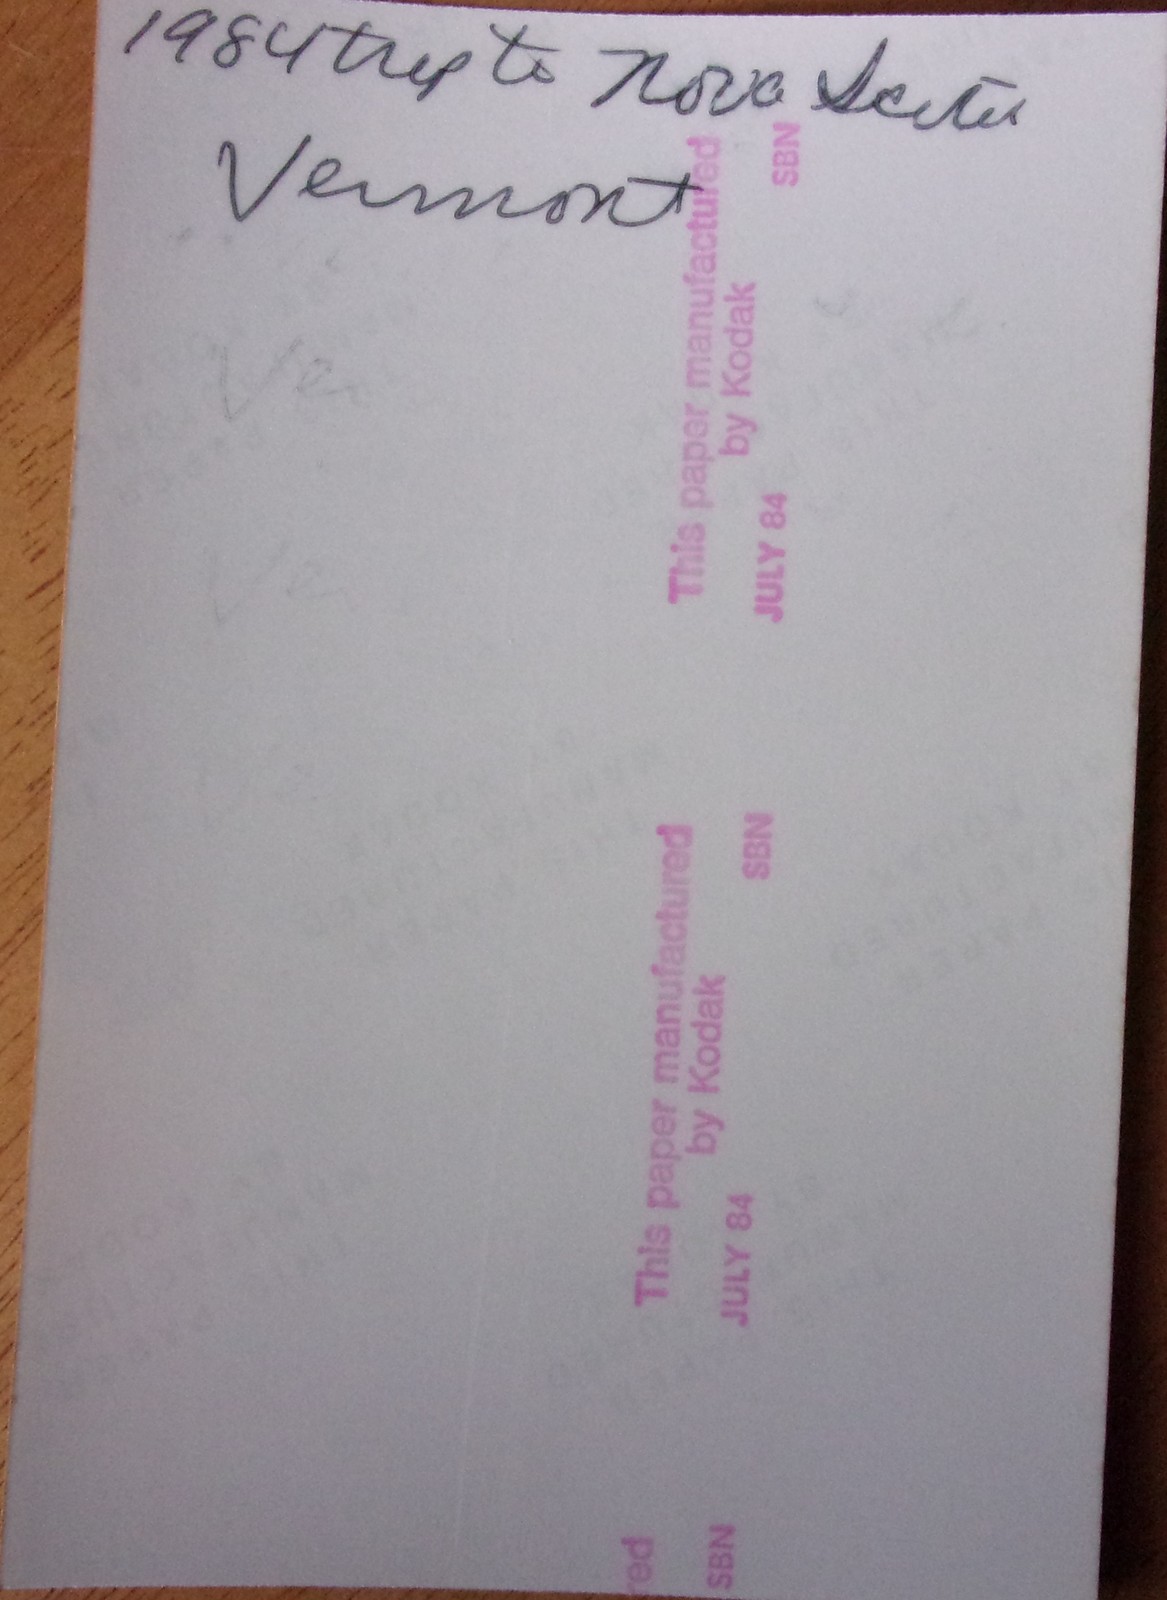 1984 trip to Nova Scotia
Vermont
This paper manufactured
by Kodak
JULY 84 SBN
This paper manufactured
by Kodak
JULY 84 SBN
red
SBN